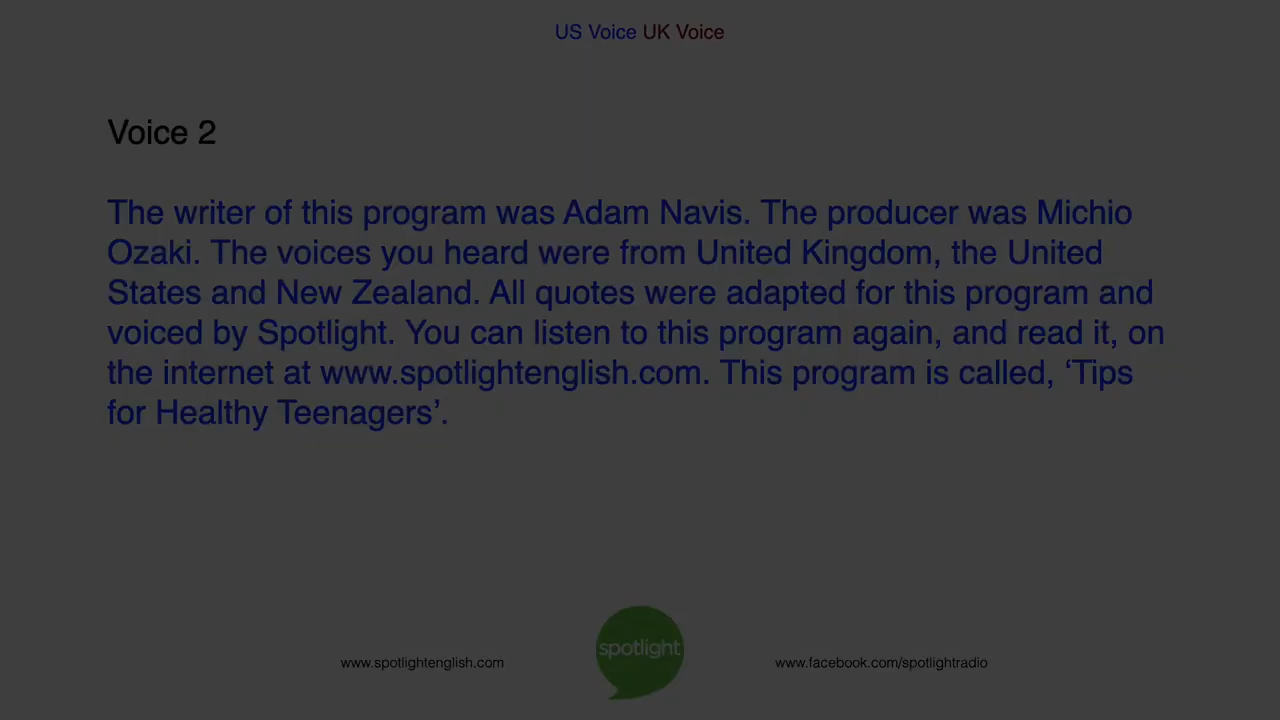 US Voice UK Voice
Voice 2
The writer of this program was Adam Navis. The producer was Michio
Ozaki. The voices you heard were from United Kingdom, the United
States and New Zealand. All quotes were adapted for this program and
voiced by Spotlight. You can listen to this program again, and read it, on
the internet at www.spotlightenglish.com. This program is called, ‘Tips
for Healthy Teenagers’.
spotlight
www.spotlightenglish.com
www.facebook.com/spotlightradio